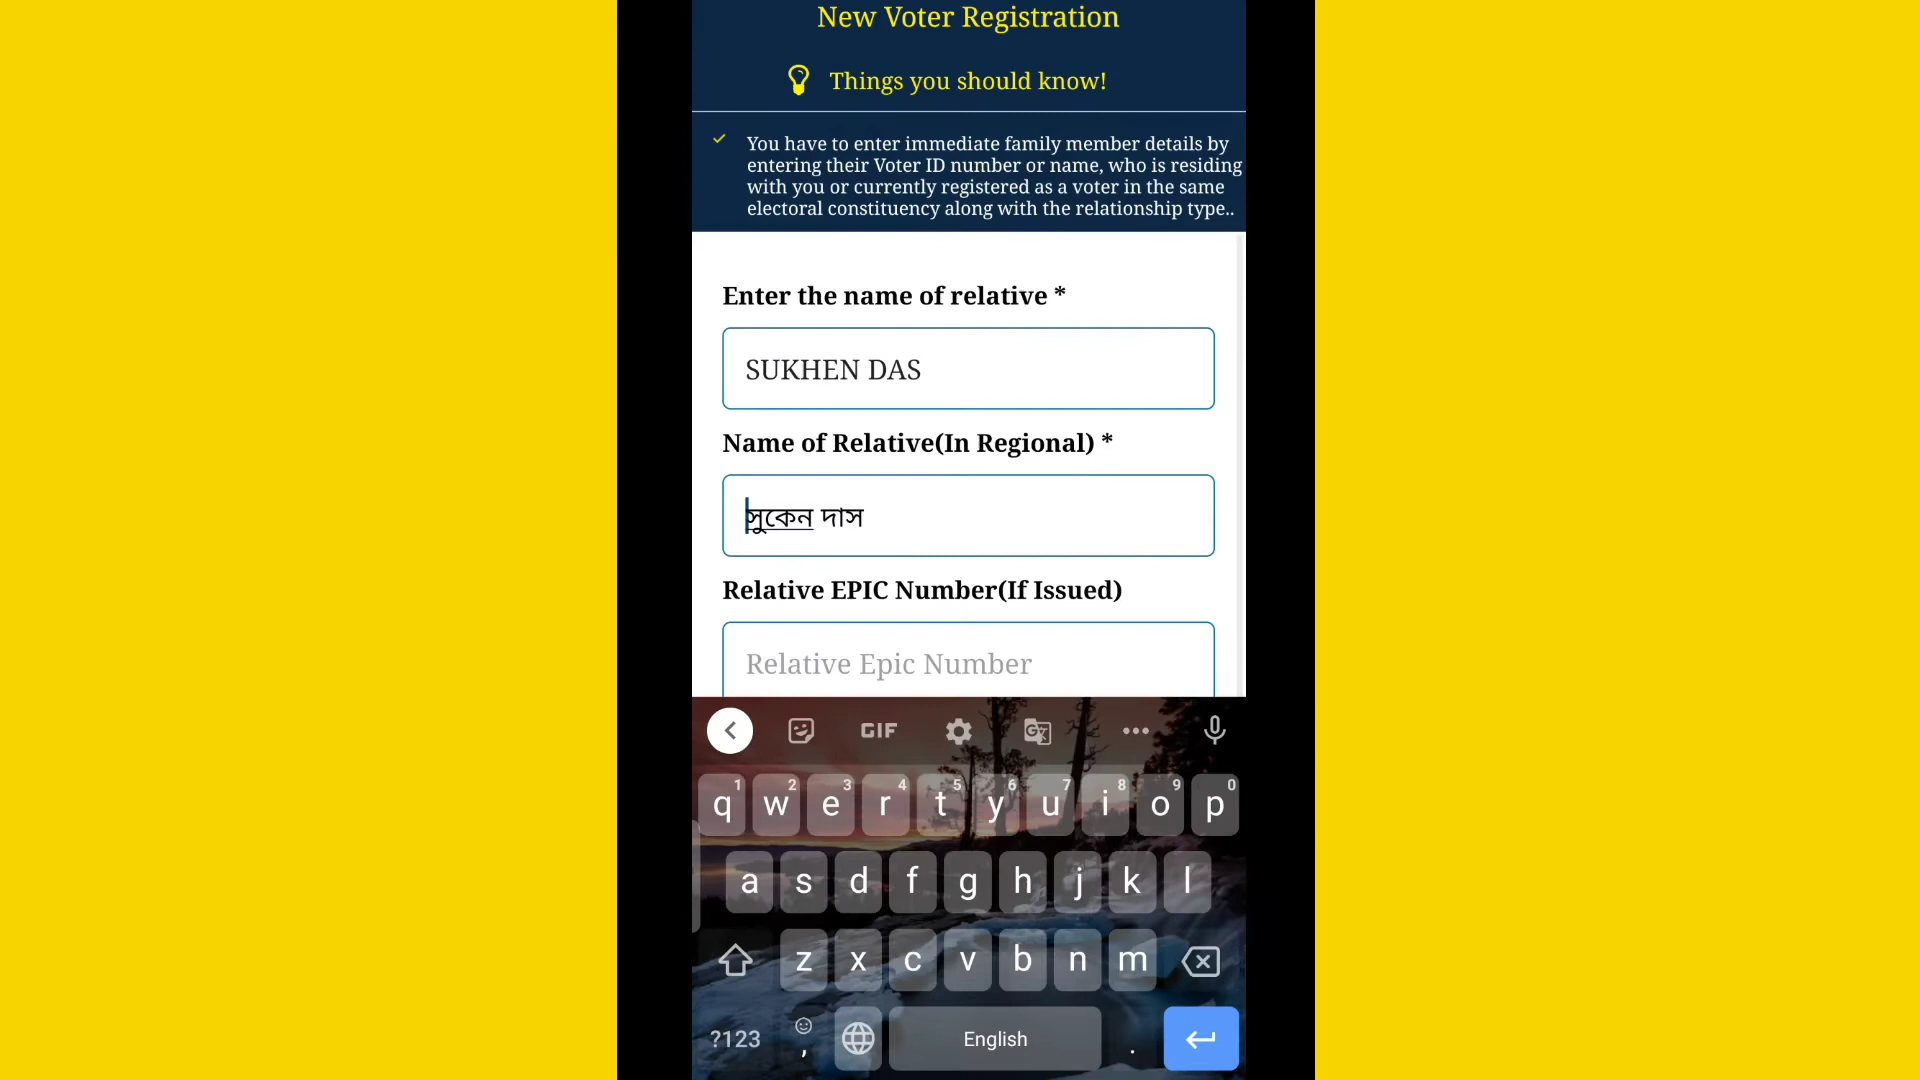 New Voter Registration
Things you should know!
You have to enter immediate family member details by
entering their Voter ID number or name, who is residing
with you or currently registered as a voter in the same
electoral constituency along with the relationship type..
Enter the name of relative *
SUKHEN DAS
Name of Relative(In Regional) *
সুকেন দাস
Relative EPIC Number(If Issued)
Relative Epic Number
GIF
1 2 3 4 5 6 7 8 9 0
q w e r t y u i o p
a s d f g h j k l
z x c v b n m
?123 , English .